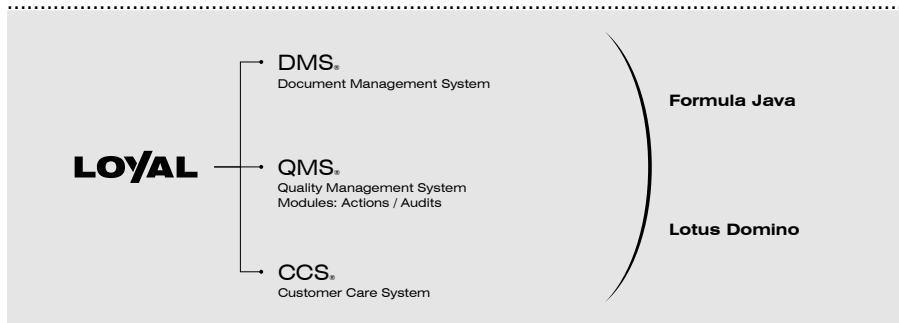 DMS®
Document Management System
Formula Java
LOYAL
QMS®
Quality Management System
Modules: Actions / Audits
Lotus Domino
CCS®
Customer Care System